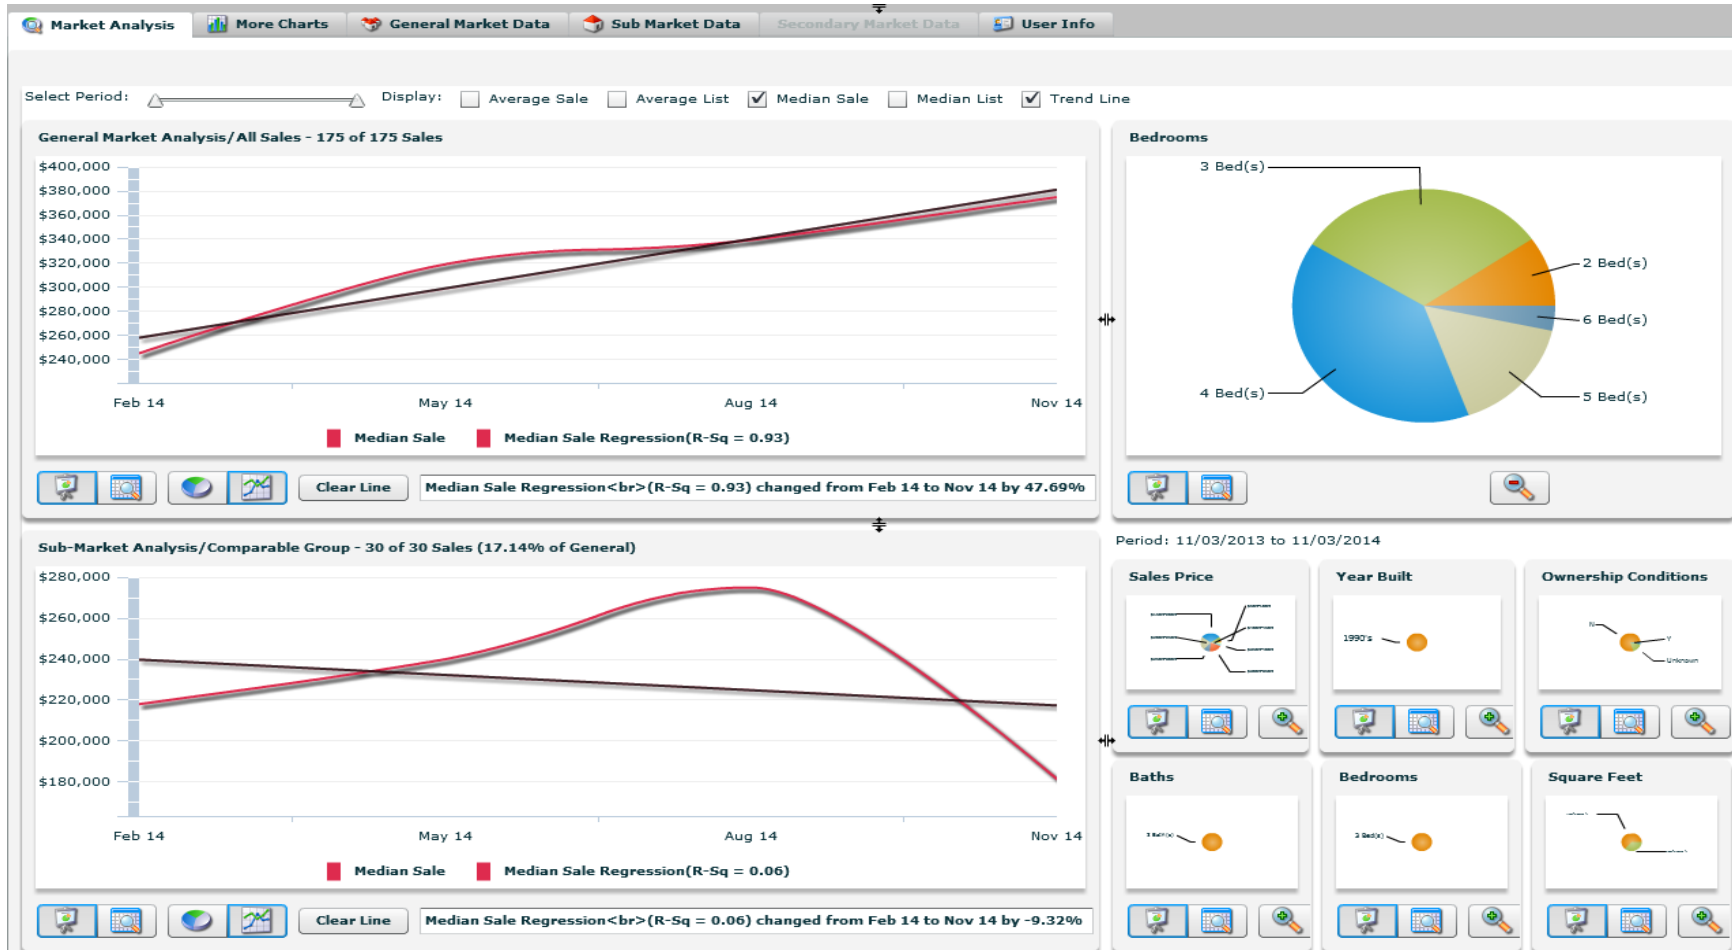 Market Analysis
More Charts
General Market Data
Sub Market Data
Secondary Market Data
User Info
Select Period:
Display:
Average Sale
Average List
Median Sale
Median List
Trend Line
General Market Analysis/All Sales - 175 of 175 Sales
$400,000
$380,000
$360,000
$340,000
$320,000
$300,000
$280,000
$260,000
$240,000
Feb 14
May 14
Aug 14
Nov 14
Median Sale
Median Sale Regression(R-Sq = 0.93)
Clear Line
Median Sale Regression<br>(R-Sq = 0.93) changed from Feb 14 to Nov 14 by 47.69%
Bedrooms
3 Bed(s)
2 Bed(s)
6 Bed(s)
4 Bed(s)
5 Bed(s)
Sub-Market Analysis/Comparable Group - 30 of 30 Sales (17.14% of General)
$280,000
$260,000
$240,000
$220,000
$200,000
$180,000
Feb 14
May 14
Aug 14
Nov 14
Median Sale
Median Sale Regression(R-Sq = 0.06)
Clear Line
Median Sale Regression<br>(R-Sq = 0.06) changed from Feb 14 to Nov 14 by -9.32%
Period: 11/03/2013 to 11/03/2014
Sales Price
Year Built
1990's
Ownership Conditions
N
Y
Unknown
Baths
Bedrooms
3 Bed(s)
Square Feet